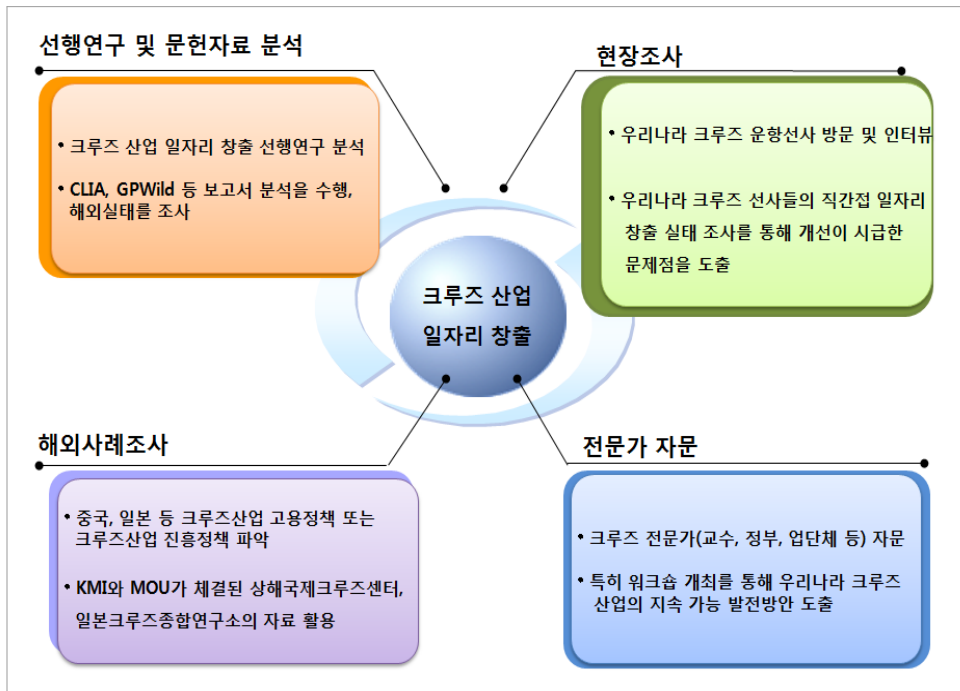 선행연구 및 문헌자료 분석
• 크루즈 산업 일자리 창출 선행연구 분석
• CLIA, GPWild 등 보고서 분석을 수행,
해외실태를 조사
현장조사
• 우리나라 크루즈 운항선사 방문 및 인터뷰
• 우리나라 크루즈 선사들의 직간접 일자리
창출 실태 조사를 통해 개선이 시급한
문제점을 도출
크루즈 산업
일자리 창출
해외사례조사
• 중국, 일본 등 크루즈산업 고용정책 또는
크루즈산업 진흥정책 파악
• KMI와 MOU가 체결된 상해국제크루즈센터,
일본크루즈종합연구소의 자료 활용
전문가 자문
• 크루즈 전문가(교수, 정부, 업단체 등) 자문
• 특히 워크숍 개최를 통해 우리나라 크루즈
산업의 지속 가능 발전방안 도출